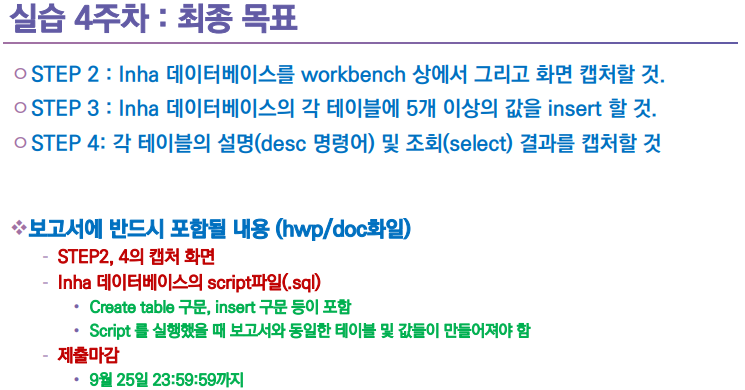 실습 4주차 : 최종 목표
STEP 2 : Inha 데이터베이스를 workbench 상에서 그리고 화면 캡처할 것.
STEP 3 : Inha 데이터베이스의 각 테이블에 5개 이상의 값을 insert 할 것.
STEP 4: 각 테이블의 설명(desc 명령어) 및 조회(select) 결과를 캡처할 것
❖보고서에 반드시 포함될 내용 (hwp/doc화일)
- STEP2, 4의 캡처 화면
- Inha 데이터베이스의 script파일(.sql)
• Create table 구문, insert 구문 등이 포함
• Script 를 실행했을 때 보고서와 동일한 테이블 및 값들이 만들어져야 함
- 제출마감
• 9월 25일 23:59:59까지